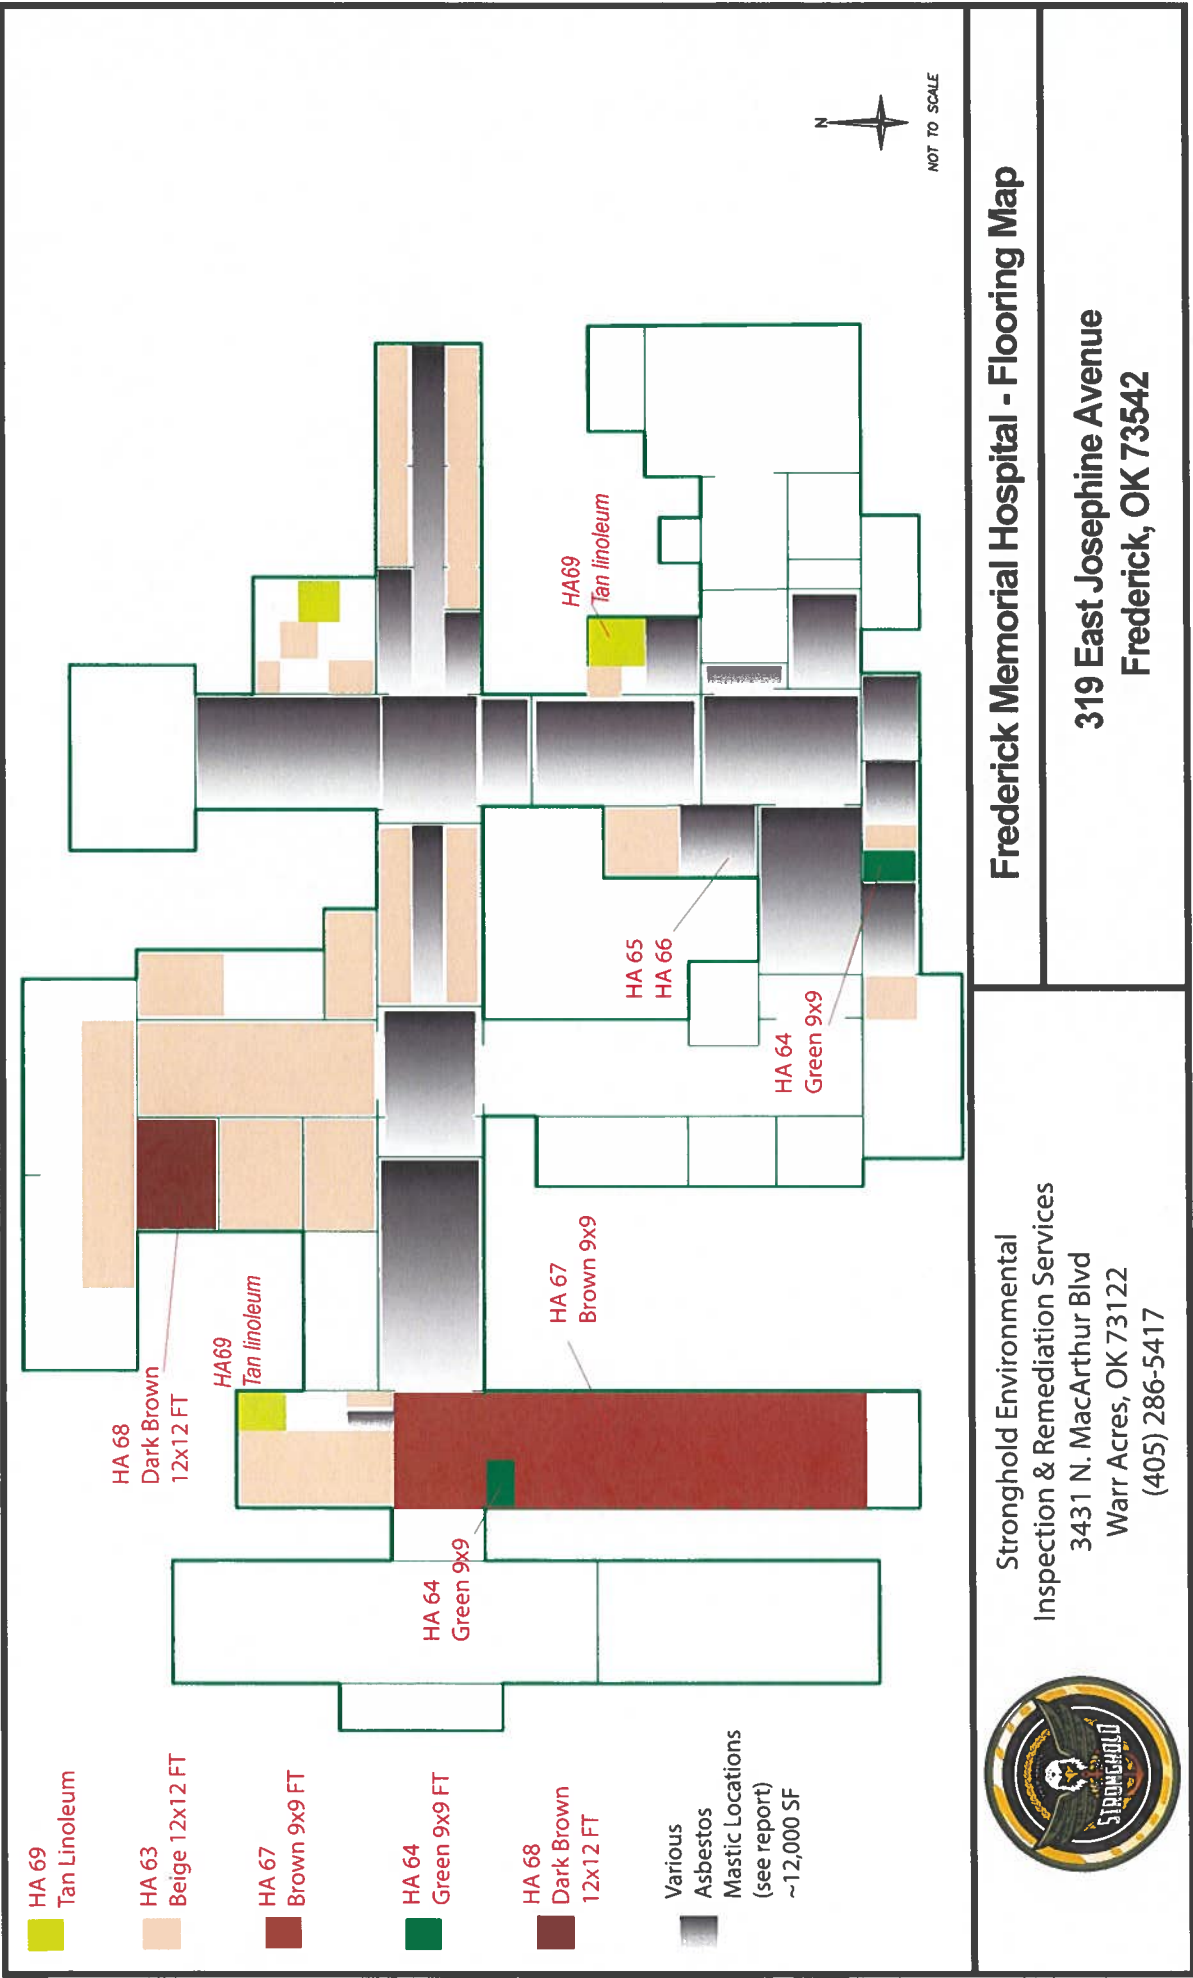 HA 69
Tan Linoleum
HA 63
Beige 12x12 FT
HA 67
Brown 9x9 FT
HA 64
Green 9x9 FT
HA 68
Dark Brown
12x12 FT
Various
Asbestos
Mastic Locations
(see report)
~12,000 SF
HA 68
Dark Brown
12x12 FT
HA69
Tan linoleum
HA 64
Green 9x9
HA 67
Brown 9x9
HA 65
HA 66
HA 64
Green 9x9
HA69
Tan linoleum
N
NOT TO SCALE
STRONGHOLD
Stronghold Environmental
Inspection & Remediation Services
3431 N. MacArthur Blvd
Warr Acres, OK 73122
(405) 286-5417
Frederick Memorial Hospital - Flooring Map
319 East Josephine Avenue
Frederick, OK 73542